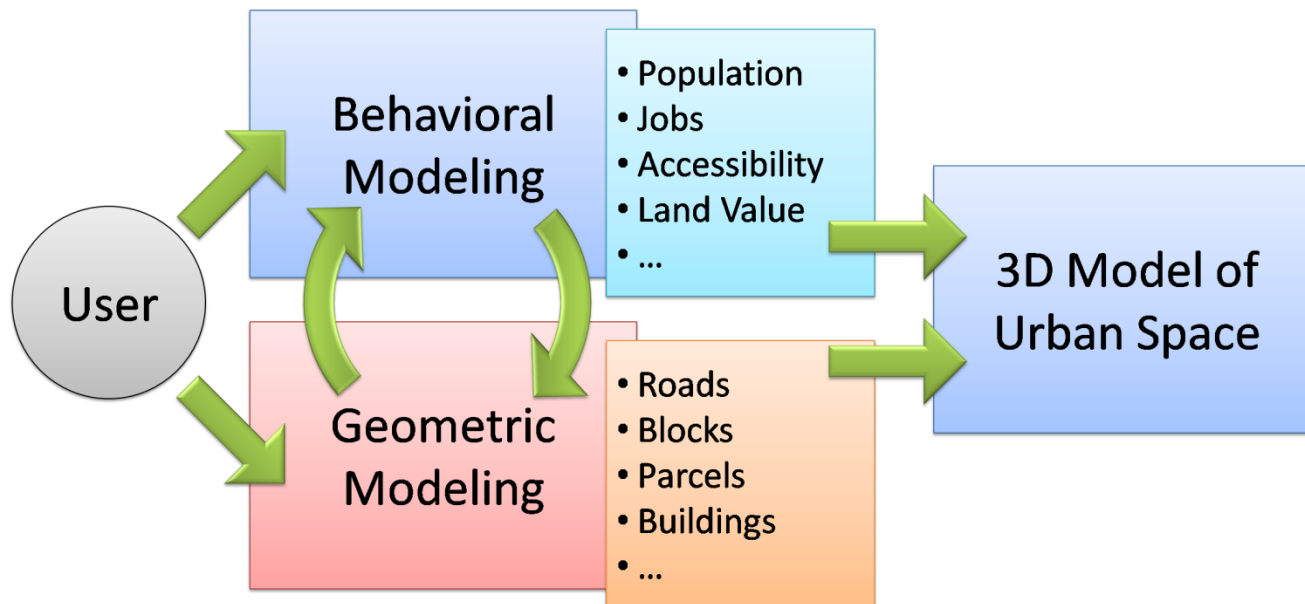 User
Behavioral
Modeling
• Population
• Jobs
• Accessibility
• Land Value
• ...
Geometric
Modeling
• Roads
• Blocks
• Parcels
• Buildings
• ...
3D Model of
Urban Space